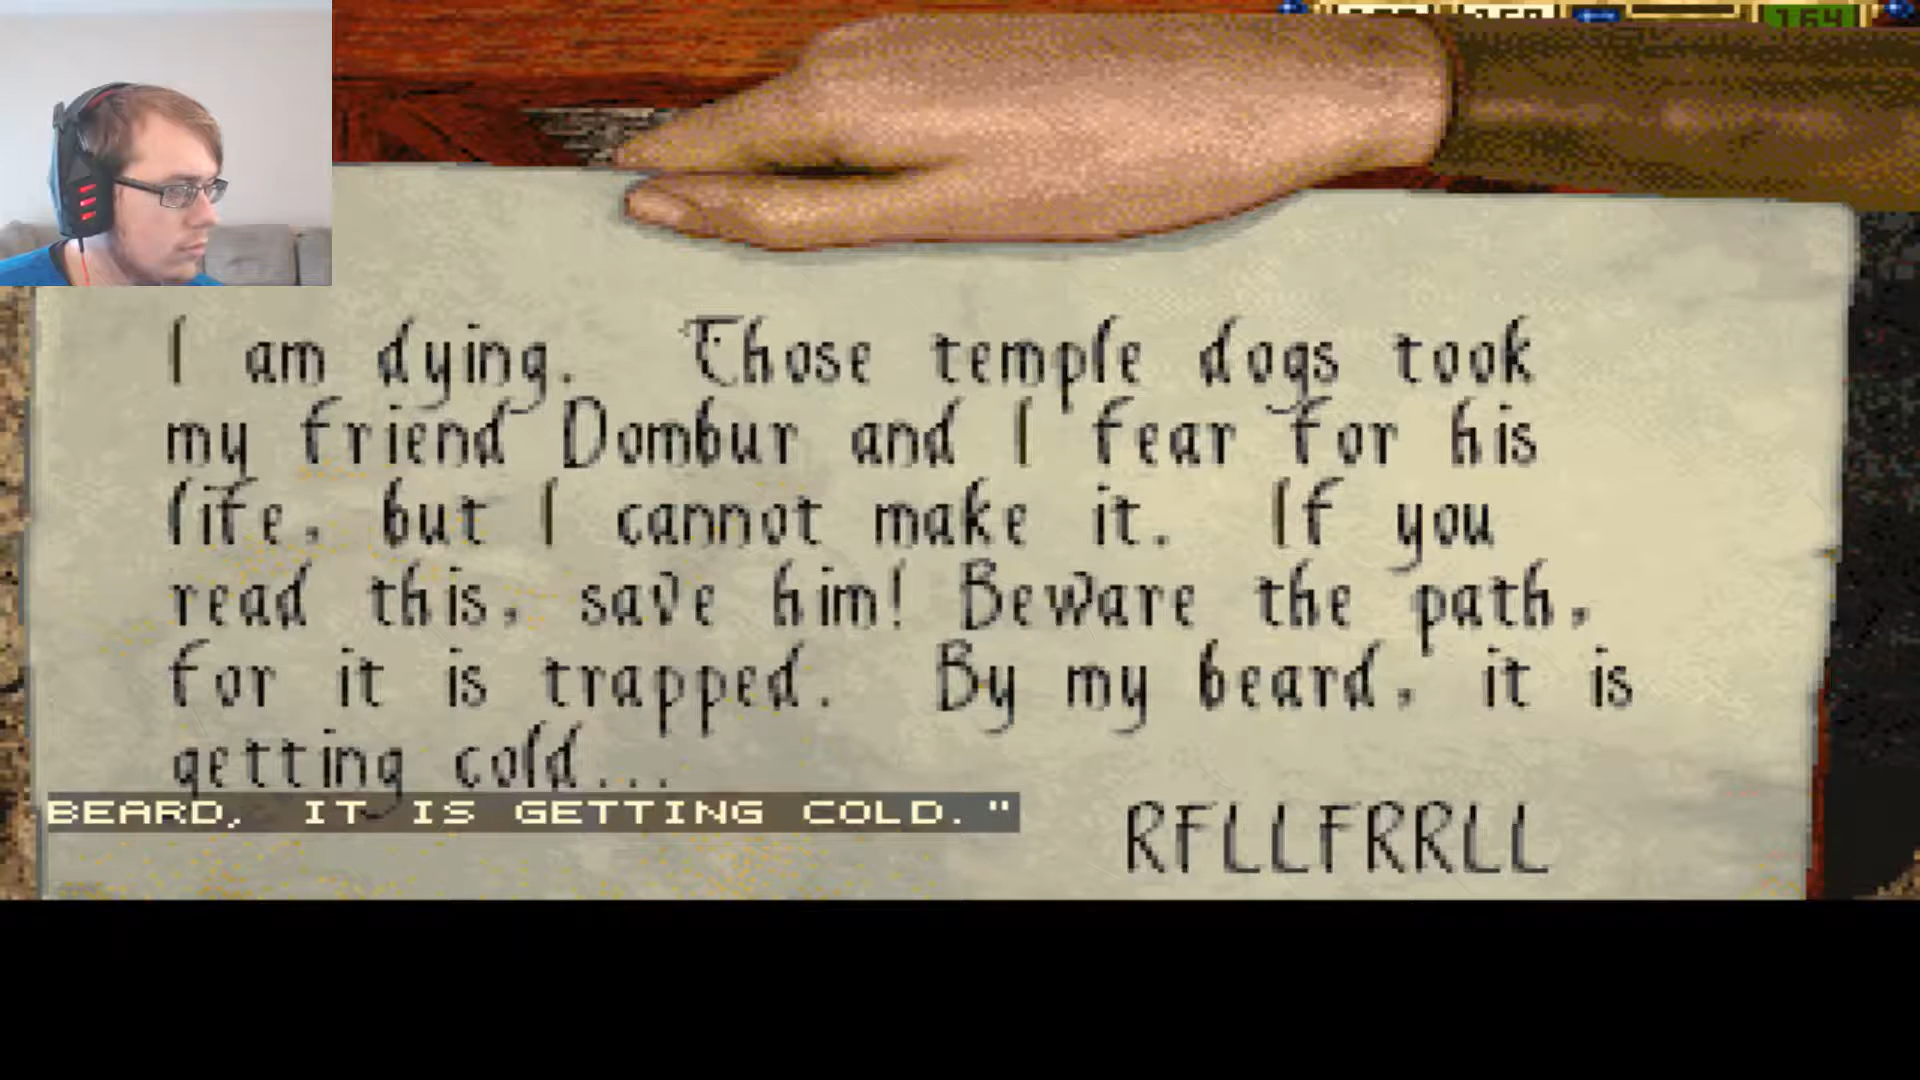 164
I am dying. Those temple dogs took
my friend Dombur and I fear for his
life, but I cannot make it. If you
read this, save him! Beware the path,
for it is trapped. By my beard, it is
getting cold...
BEARD, IT IS GETTING COLD."
RFLLFRRLL